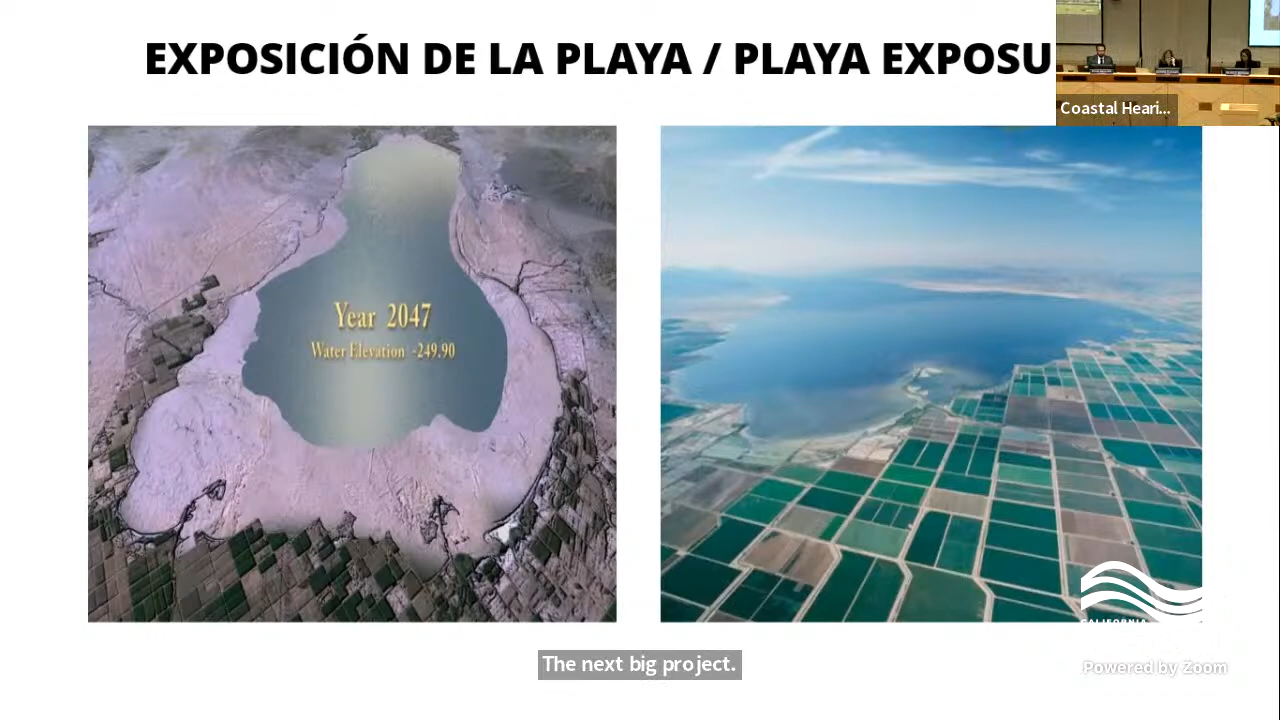 EXPOSICIÓN DE LA PLAYA / PLAYA EXPOSU
Coastal Heari...
Year 2047
Water Elevation -249.90
CALIFORNIA
The next big project.
Powered by Zoom